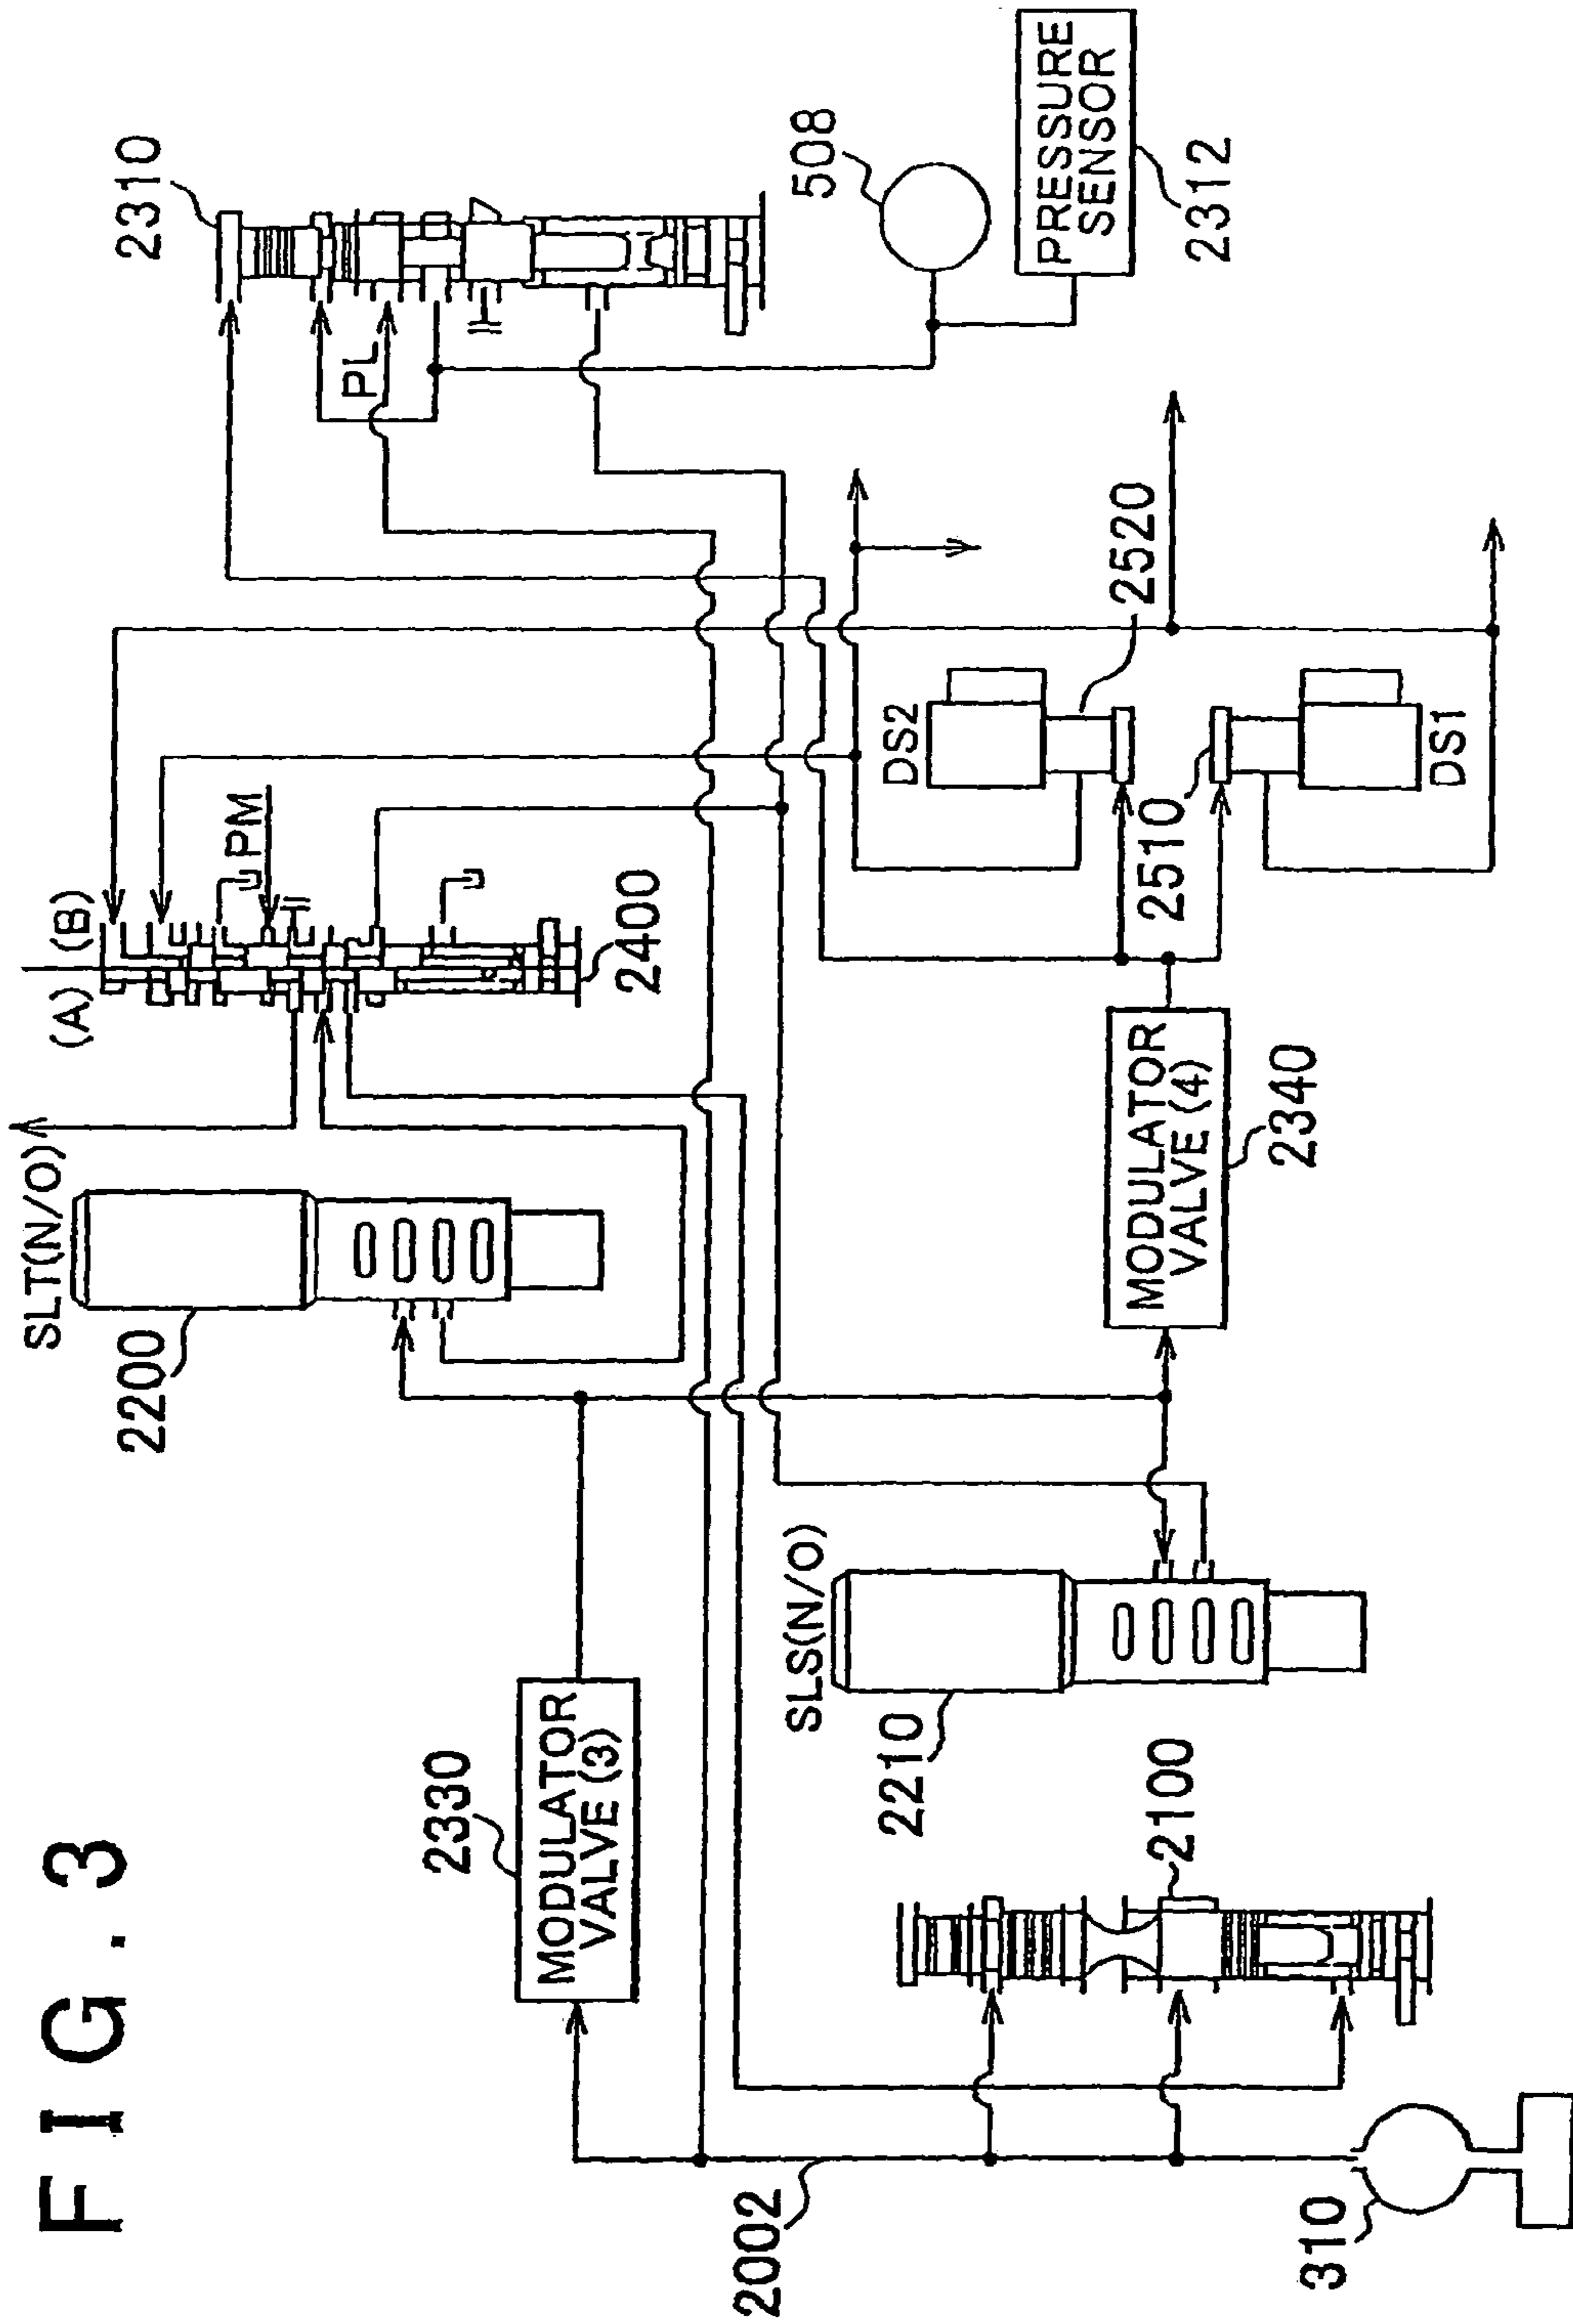 FIG. 3
2310
508
PRESSURE
SENSOR
2312
PL
(A) (B)
PM
2400
DS2
2520
2510
DS1
SLT(N/O)
2200
MODULATOR
VALVE (4)
2340
2330
MODULATOR
VALVE (3)
SLS(N/O)
2210
2100
2002
310